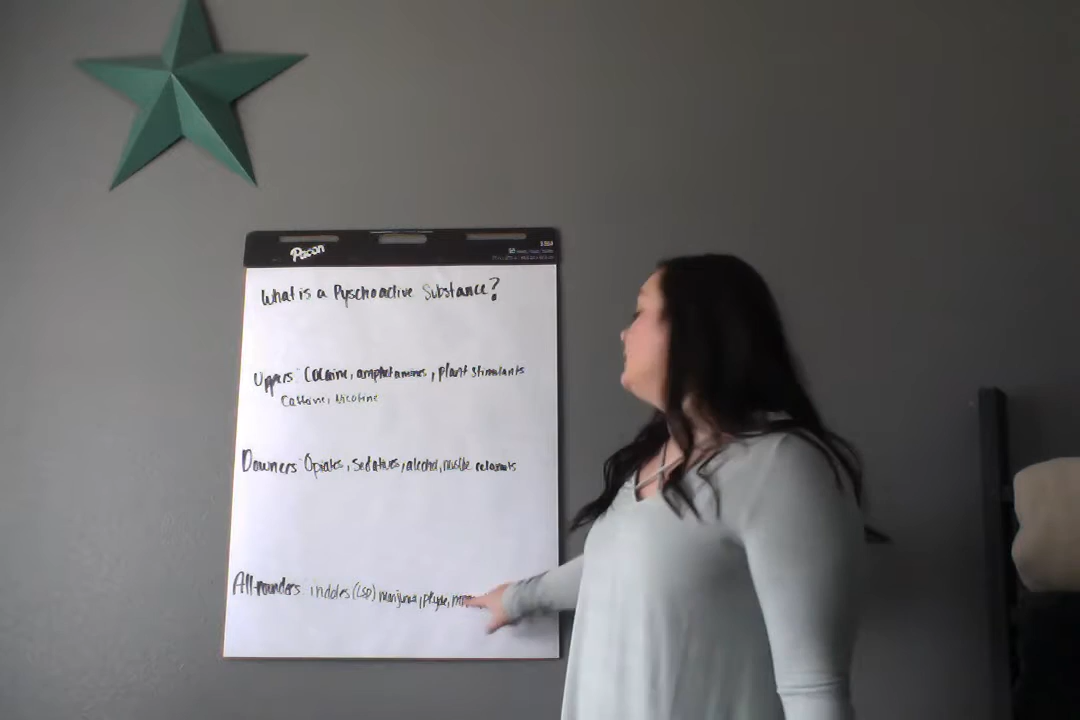 Pacon
What is a Pyschoactive Substance?
Uppers: Cocaine, amphetamines, plant stimulants
Caffeine, Nicotine
Downers: Opiates, Sedatives, alcohol, muscle relaxants
All-rounders: indoles (LSD) marijuana,